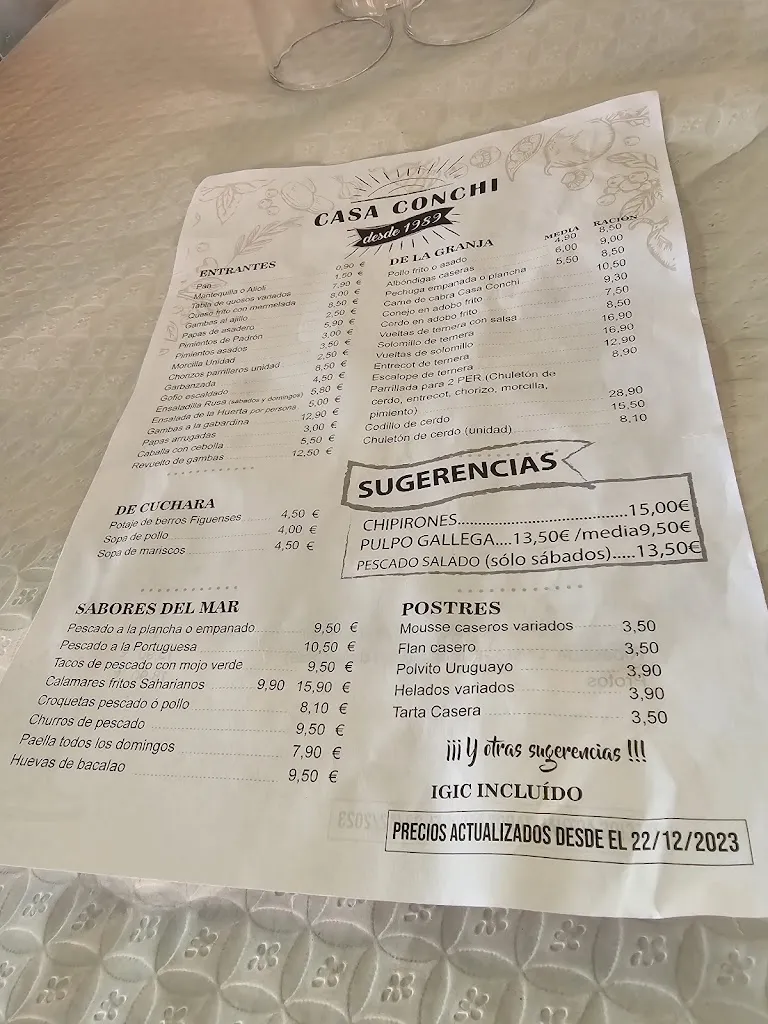 CASA CONCHI
desde 1989
ENTRANTES
Pan 0,90 €
Mantequilla o Alioli 1,50 €
Tabla de quesos variados 7,90 €
Queso frito con mermelada 8,00 €
Gambas al ajillo 8,50 €
Papas de asadero 2,50 €
Pimientos de Padrón 5,90 €
Pimientos asados 3,00 €
Morcilla Unidad 3,50 €
Chorizos parrilleros unidad 2,50 €
Garbanzada 8,50 €
Gofio escaldado 4,50 €
Ensaladilla Rusa (sabados y domingos) 5,80 €
Ensalada de la Huerta por persona 5,00 €
Gambas a la gabardina 12,90 €
Papas arrugadas 3,00 €
Caballa con cebolla 5,50 €
Revuelto de gambas 12,50 €
DE CUCHARA
Potaje de berros Figuenses 4,50 €
Sopa de pollo 4,00 €
Sopa de mariscos 4,50 €
SABORES DEL MAR
Pescado a la plancha o empanado 9,50 €
Pescado a la Portuguesa 10,50 €
Tacos de pescado con mojo verde 9,50 €
Calamares fritos Saharianos 9,90 15,90 €
Croquetas pescado ó pollo 8,10 €
Churros de pescado 9,50 €
Paella todos los domingos 7,90 €
Huevas de bacalao 9,50 €
DE LA GRANJA MEDIA RACIÓN
Pollo frito o asado 4,90 8,50
Albóndigas caseras 6,00 9,00
Pechuga empanada o plancha 5,50 8,50
Carne de cabra Casa Conchi 10,50
Conejo en adobo frito 9,30
Cerdo en adobo frito 7,50
Vueltas de ternera con salsa 8,50
Solomillo de ternera 16,90
Vueltas de solomillo 16,90
Entrecot de ternera 12,90
Escalope de ternera 8,90
Parrillada para 2 PER.(Chuletón de
cerdo, entrecot, chorizo, morcilla,
pimiento) 28,90
Codillo de cerdo 15,50
Chuletón de cerdo (unidad) 8,10
SUGERENCIAS
CHIPIRONES......................................15,00€
PULPO GALLEGA....13,50€ /media9,50€
PESCADO SALADO (sólo sábados).....13,50€
POSTRES
Mousse caseros variados 3,50
Flan casero 3,50
Polvito Uruguayo 3,90
Helados variados 3,90
Tarta Casera 3,50
¡¡¡ Y otras sugerencias !!!
IGIC INCLUÍDO
PRECIOS ACTUALIZADOS DESDE EL 22/12/2023